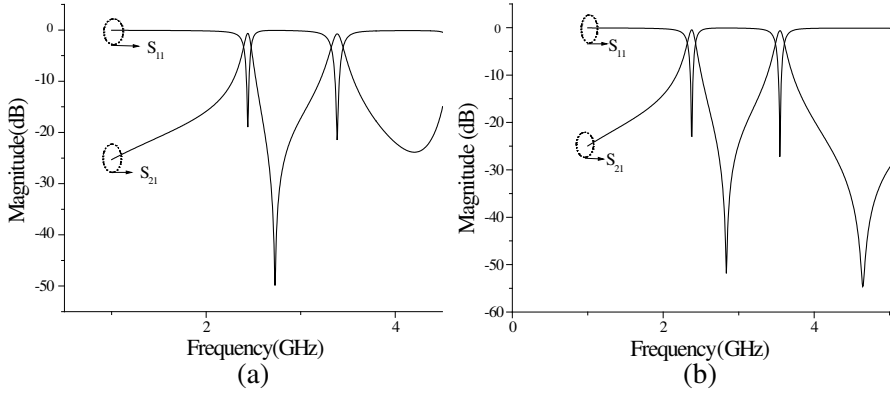 0
-10
-20
-30
-40
-50
Magnitude(dB)
S11
S21
2
4
Frequency(GHz)
(a)
0
-10
-20
-30
-40
-50
-60
Magnitude (dB)
S11
S21
0
2
4
Frequency(GHz)
(b)